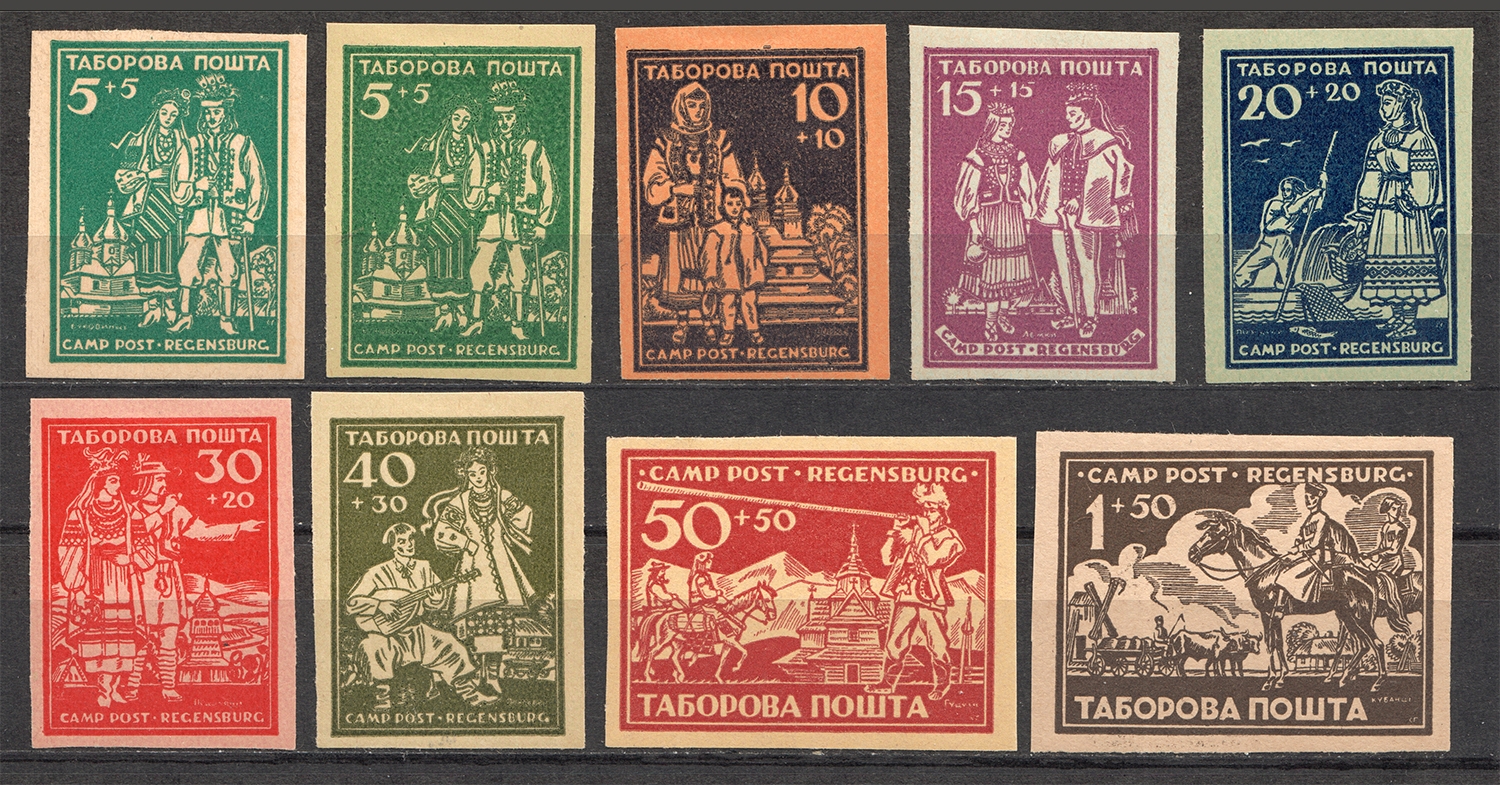 ТАБОРОВА ПОШТА
5 + 5
CAMP POST · REGENSBURG
ТАБОРОВА ПОШТА
5 + 5
CAMP POST · REGENSBURG
ТАБОРОВА ПОШТА
10
+ 10
CAMP POST · REGENSBURG
ТАБОРОВА ПОШТА
15 + 15
CAMP POST · REGENSBURG
ТАБОРОВА ПОШТА
20 + 20
CAMP POST · REGENSBURG
ТАБОРОВА ПОШТА
30
+ 20
CAMP POST · REGENSBURG
ТАБОРОВА ПОШТА
40
+ 30
CAMP POST · REGENSBURG
· CAMP POST · REGENSBURG ·
50 + 50
ТАБОРОВА ПОШТА
· CAMP POST · REGENSBURG ·
1 + 50
ТАБОРОВА ПОШТА
КУБАНЦІ